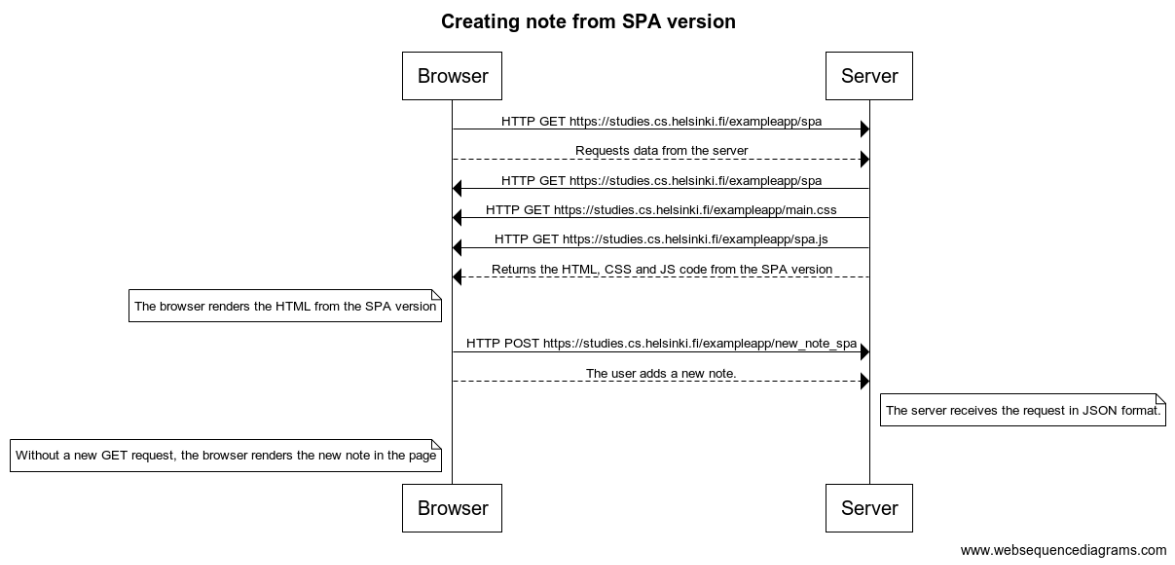 Creating note from SPA version
Browser
Server
HTTP GET https://studies.cs.helsinki.fi/exampleapp/spa
Requests data from the server
HTTP GET https://studies.cs.helsinki.fi/exampleapp/spa
HTTP GET https://studies.cs.helsinki.fi/exampleapp/main.css
HTTP GET https://studies.cs.helsinki.fi/exampleapp/spa.js
Returns the HTML, CSS and JS code from the SPA version
The browser renders the HTML from the SPA version
HTTP POST https://studies.cs.helsinki.fi/exampleapp/new_note_spa
The user adds a new note.
The server receives the request in JSON format.
Without a new GET request, the browser renders the new note in the page
Browser
Server
www.websequencediagrams.com